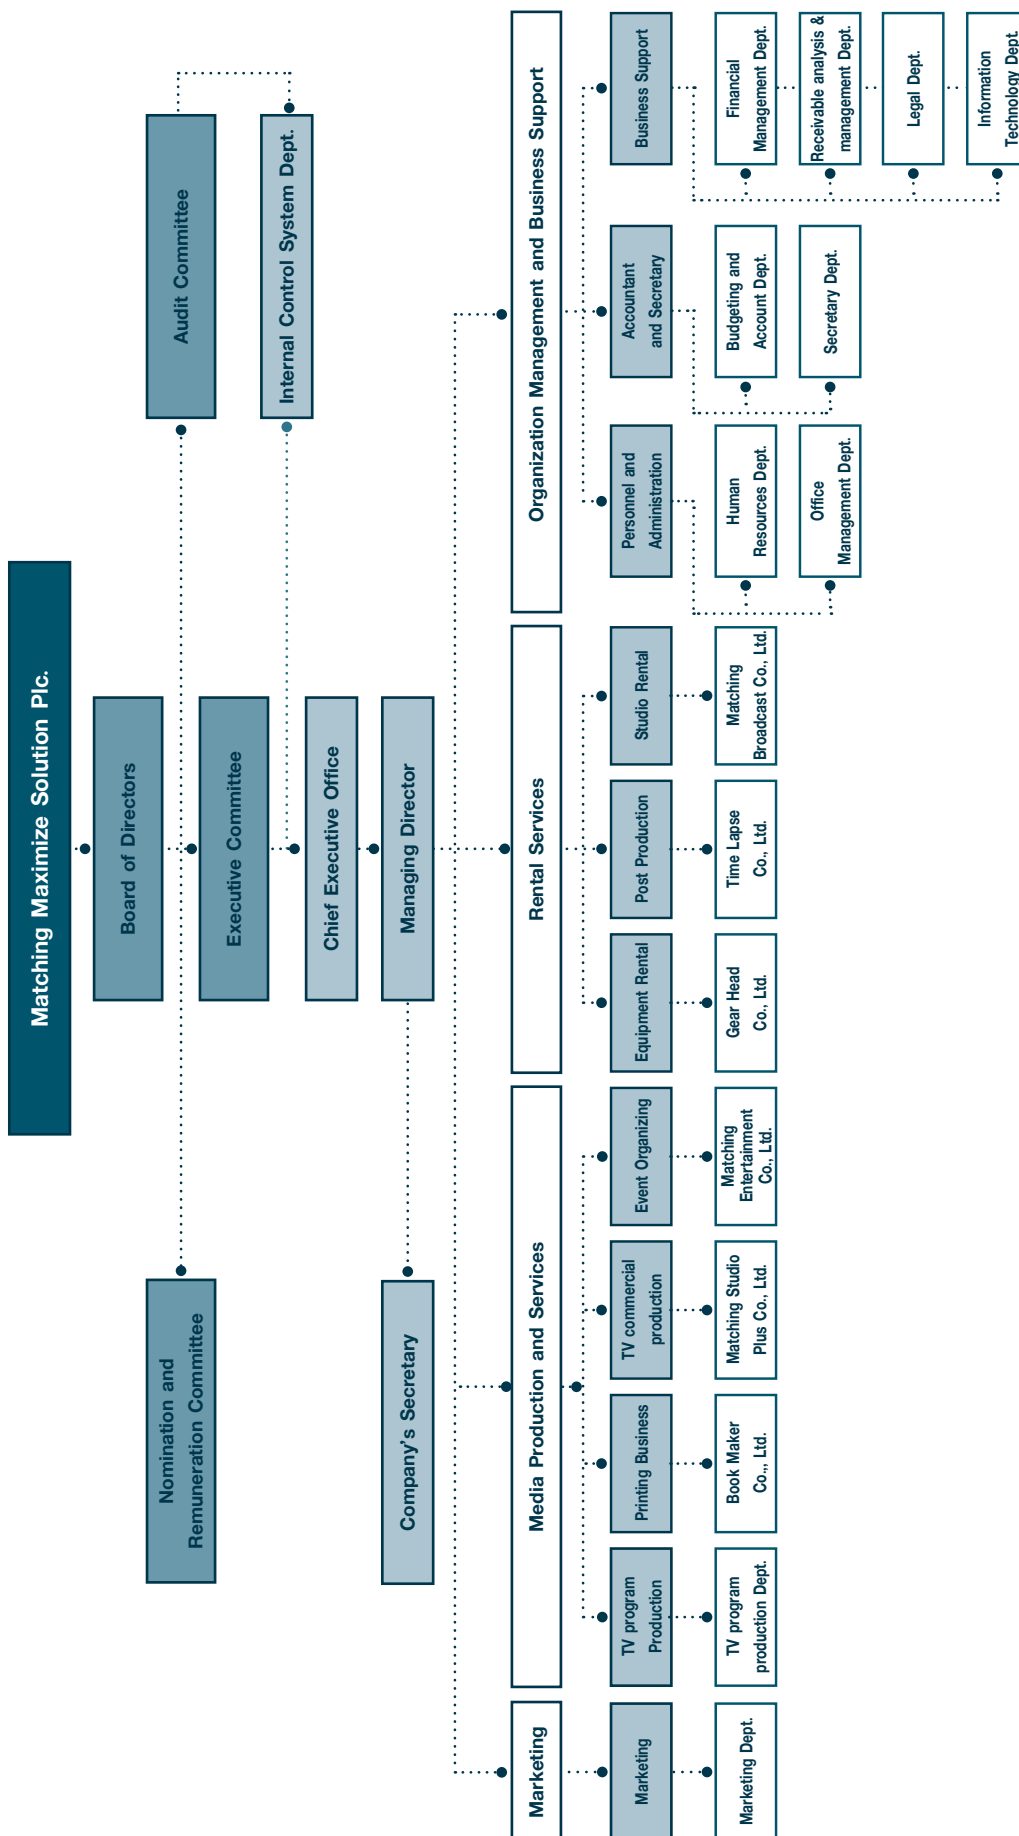 Matching Maximize Solution Plc.
Board of Directors
Nomination and
Remuneration Committee
Audit Committee
Executive Committee
Internal Control System Dept.
Chief Executive Office
Company's Secretary
Managing Director
Marketing
Media Production and Services
Rental Services
Organization Management and Business Support
Marketing
TV program
Production
Printing Business
TV commercial
production
Event Organizing
Equipment Rental
Post Production
Studio Rental
Personnel and
Administration
Accountant
and Secretary
Business Support
Marketing Dept.
TV program
production Dept.
Book Maker
Co.,, Ltd.
Matching Studio
Plus Co., Ltd.
Matching
Entertainment
Co., Ltd.
Gear Head
Co., Ltd.
Time Lapse
Co., Ltd.
Matching
Broadcast Co., Ltd.
Human
Resources Dept.
Budgeting and
Account Dept.
Financial
Management Dept.
Office
Management Dept.
Secretary Dept.
Receivable analysis &
management Dept.
Legal Dept.
Information
Technology Dept.